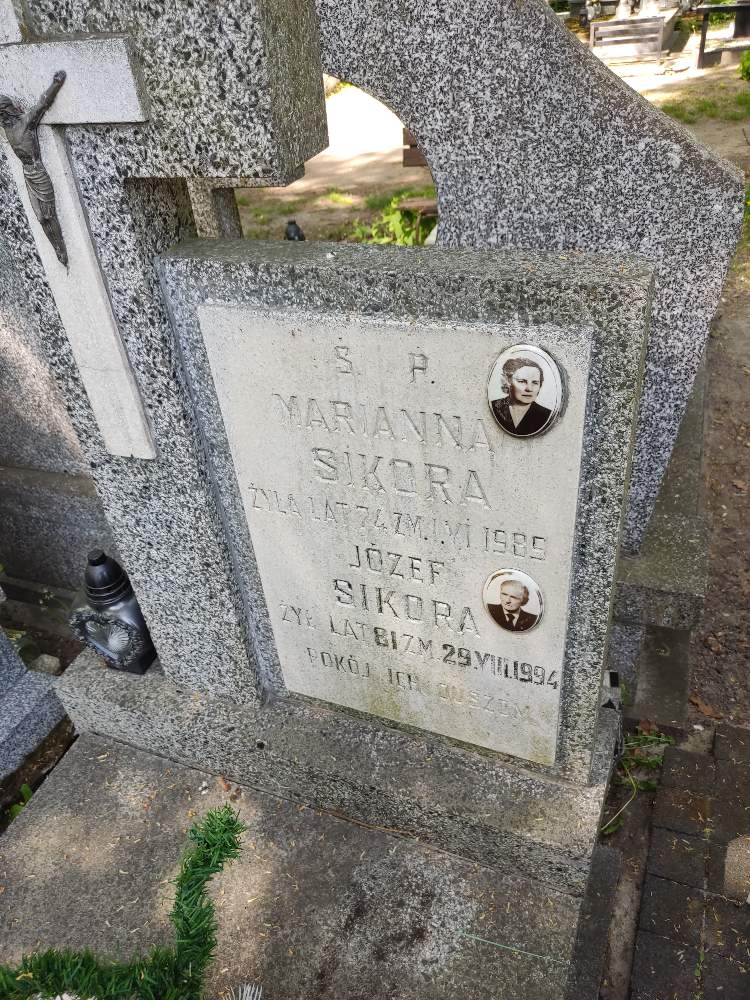 Ś. P.
MARIANNA
SIKORA
ŻYŁA LAT 74 ZM. 1.VI 1985
JÓZEF
SIKORA
ŻYŁ LAT 81 ZM. 29.VIII.1994
POKÓJ ICH DUSZOM